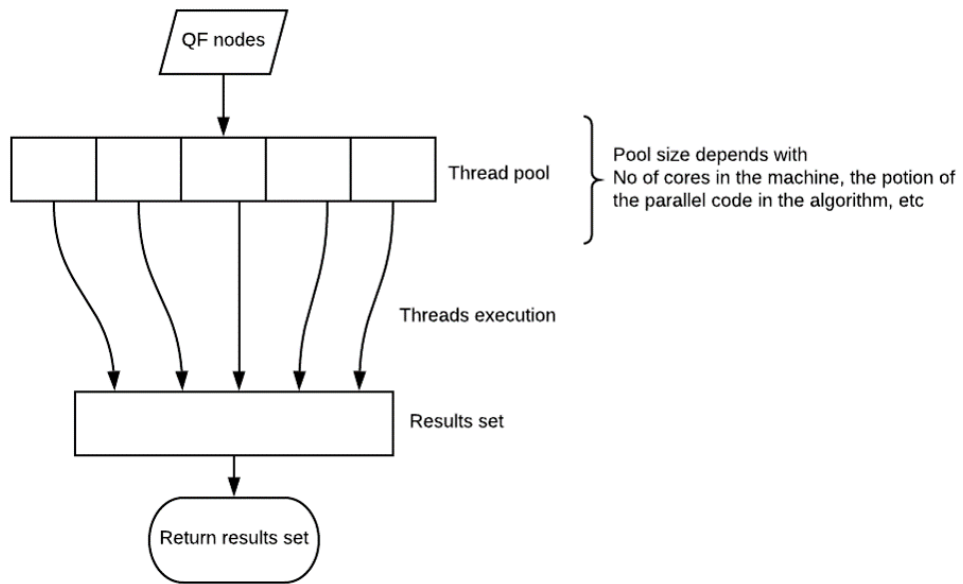 QF nodes
Thread pool
Pool size depends with
No of cores in the machine, the potion of
the parallel code in the algorithm, etc
Threads execution
Results set
Return results set